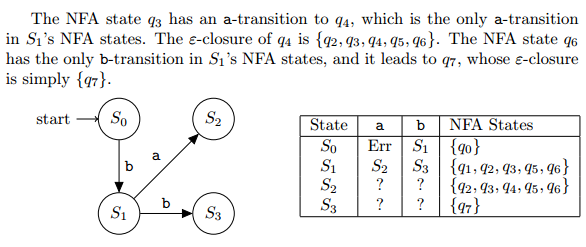 The NFA state q₃ has an a-transition to q₄, which is the only a-transition
in S₁'s NFA states. The ε-closure of q₄ is {q₂, q₃, q₄, q₅, q₆}. The NFA state q₆
has the only b-transition in S₁'s NFA states, and it leads to q₇, whose ε-closure
is simply {q₇}.
start S₀ S₂
b a
S₁ b S₃
State a b NFA States
S₀ Err S₁ {q₀}
S₁ S₂ S₃ {q₁, q₂, q₃, q₅, q₆}
S₂ ? ? {q₂, q₃, q₄, q₅, q₆}
S₃ ? ? {q₇}